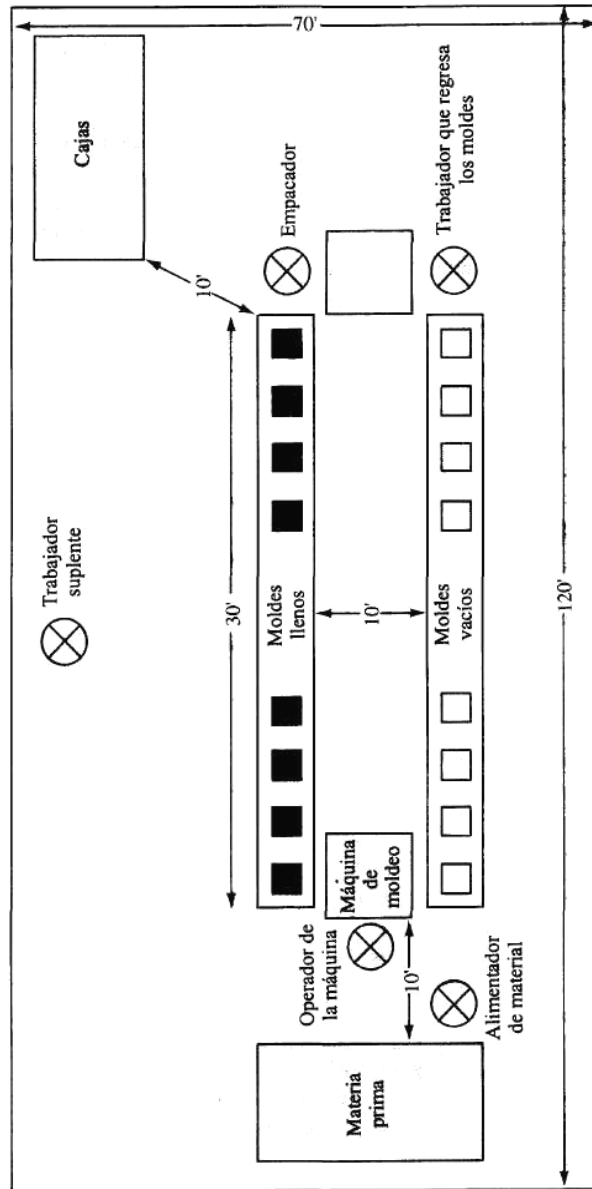 70'
Cajas
Trabajador que regresa
los moldes
Empacador
10'
Trabajador
suplente
30'
Moldes
llenos
10'
Moldes
vacíos
120'
Máquina
de
moldeo
Operador de
la máquina
10'
Alimentador
de material
Materia
prima